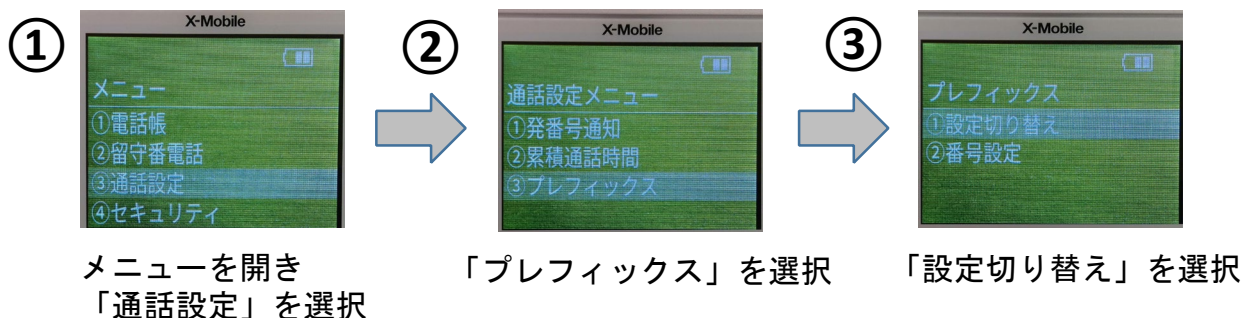 ①
X-Mobile
メニュー
①電話帳
②留守番電話
③通話設定
④セキュリティ
メニューを開き
「通話設定」を選択
②
X-Mobile
通話設定メニュー
①発番号通知
②累積通話時間
③プレフィックス
「プレフィックス」を選択
③
X-Mobile
プレフィックス
①設定切り替え
②番号設定
「設定切り替え」を選択